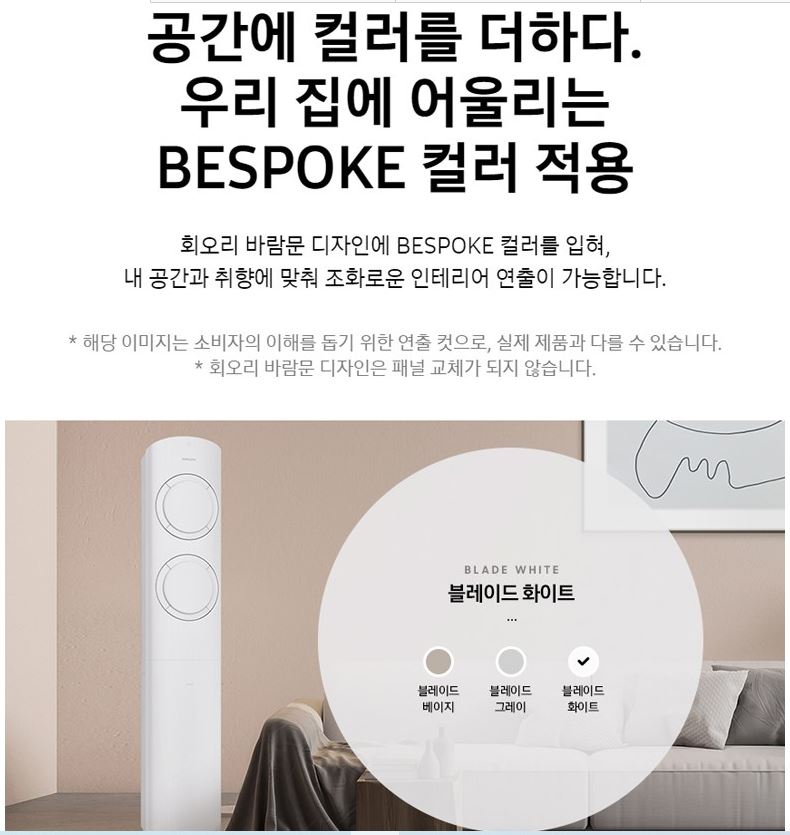 공간에 컬러를 더하다.
우리 집에 어울리는
BESPOKE 컬러 적용
회오리 바람문 디자인에 BESPOKE 컬러를 입혀,
내 공간과 취향에 맞춰 조화로운 인테리어 연출이 가능합니다.
* 해당 이미지는 소비자의 이해를 돕기 위한 연출 컷으로, 실제 제품과 다를 수 있습니다.
* 회오리 바람문 디자인은 패널 교체가 되지 않습니다.
BLADE WHITE
블레이드 화이트
...
블레이드
베이지
블레이드
그레이
블레이드
화이트